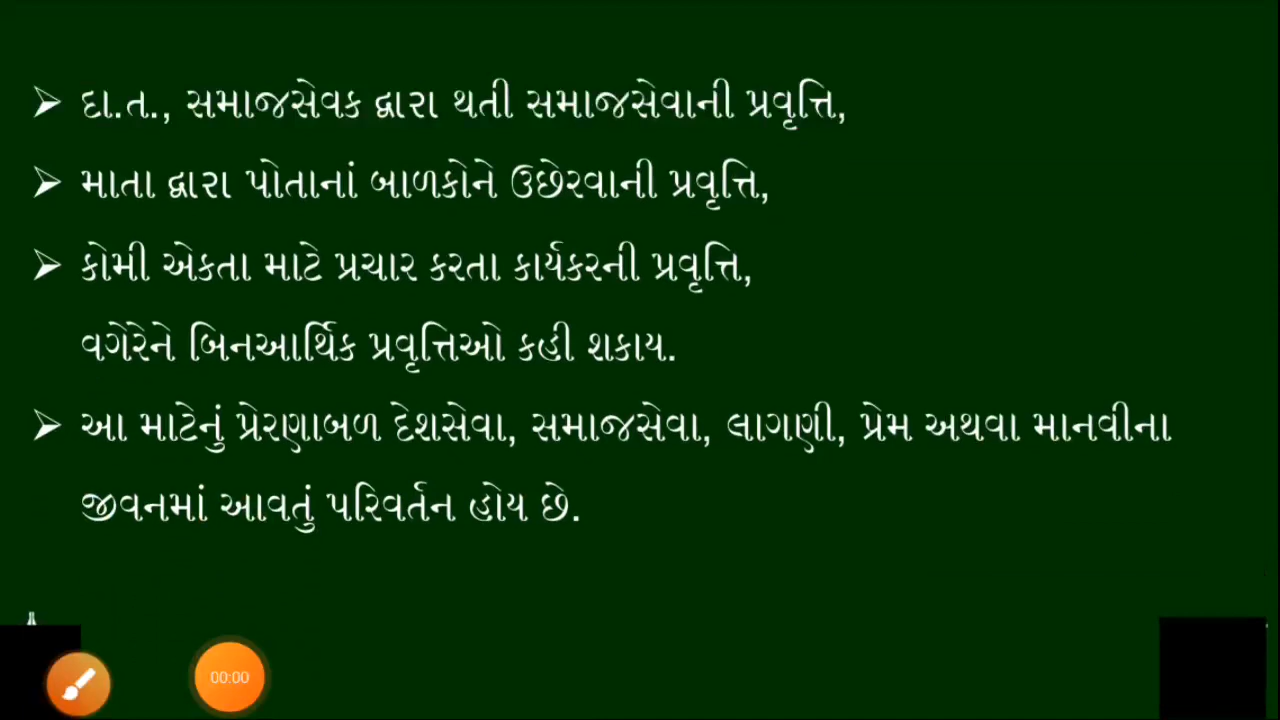 ➤ દા.ત., સમાજસેવક દ્વારા થતી સમાજસેવાની પ્રવૃત્તિ,
➤ માતા દ્વારા પોતાનાં બાળકોને ઉછેરવાની પ્રવૃત્તિ,
➤ કોમી એકતા માટે પ્રચાર કરતા કાર્યકરની પ્રવૃત્તિ,
વગેરેને બિનઆર્થિક પ્રવૃત્તિઓ કહી શકાય.
➤ આ માટેનું પ્રેરણાબળ દેશસેવા, સમાજસેવા, લાગણી, પ્રેમ અથવા માનવીના
જીવનમાં આવતું પરિવર્તન હોય છે.
00:00